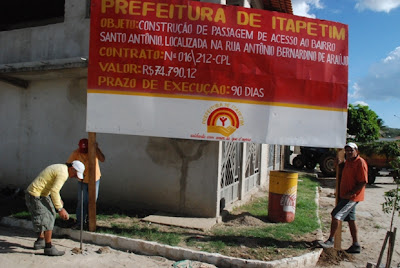 PREFEITURA DE ITAPETIM
OBJETO: CONSTRUÇÃO DE PASSAGEM DE ACESSO AO BAIRRO
SANTO ANTÔNIO, LOCALIZADA NA RUA ANTÔNIO BERNARDINO DE ARAÚJO
CONTRATO: Nº 016/212-CPL
VALOR: R$ 74.790,12
PRAZO DE EXECUÇÃO: 90 DIAS